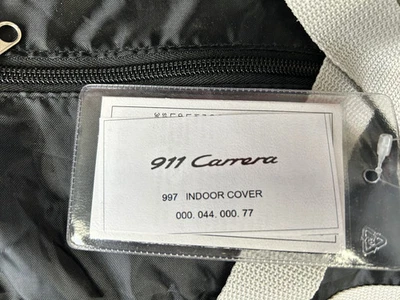 911 Carrera
997 INDOOR COVER
000. 044. 000. 77